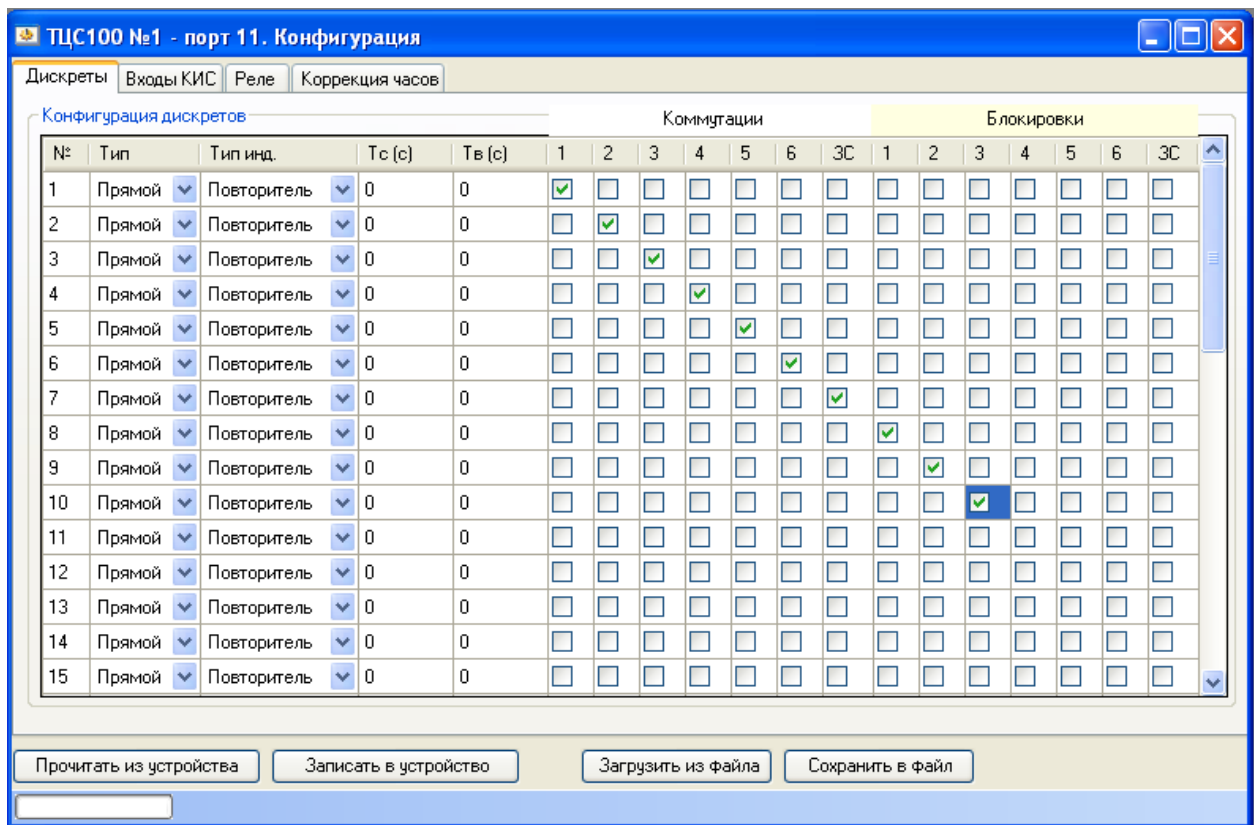 ТЦС100 №1 - порт 11. Конфигурация
Дискреты Входы КИС Реле Коррекция часов
Конфигурация дискретов Коммутации Блокировки
№ Тип Тип инд. Тс (с) Тв (с) 1 2 3 4 5 6 ЗС 1 2 3 4 5 6 ЗС
1 Прямой Повторитель 0 0
2 Прямой Повторитель 0 0
3 Прямой Повторитель 0 0
4 Прямой Повторитель 0 0
5 Прямой Повторитель 0 0
6 Прямой Повторитель 0 0
7 Прямой Повторитель 0 0
8 Прямой Повторитель 0 0
9 Прямой Повторитель 0 0
10 Прямой Повторитель 0 0
11 Прямой Повторитель 0 0
12 Прямой Повторитель 0 0
13 Прямой Повторитель 0 0
14 Прямой Повторитель 0 0
15 Прямой Повторитель 0 0
Прочитать из устройства Записать в устройство Загрузить из файла Сохранить в файл